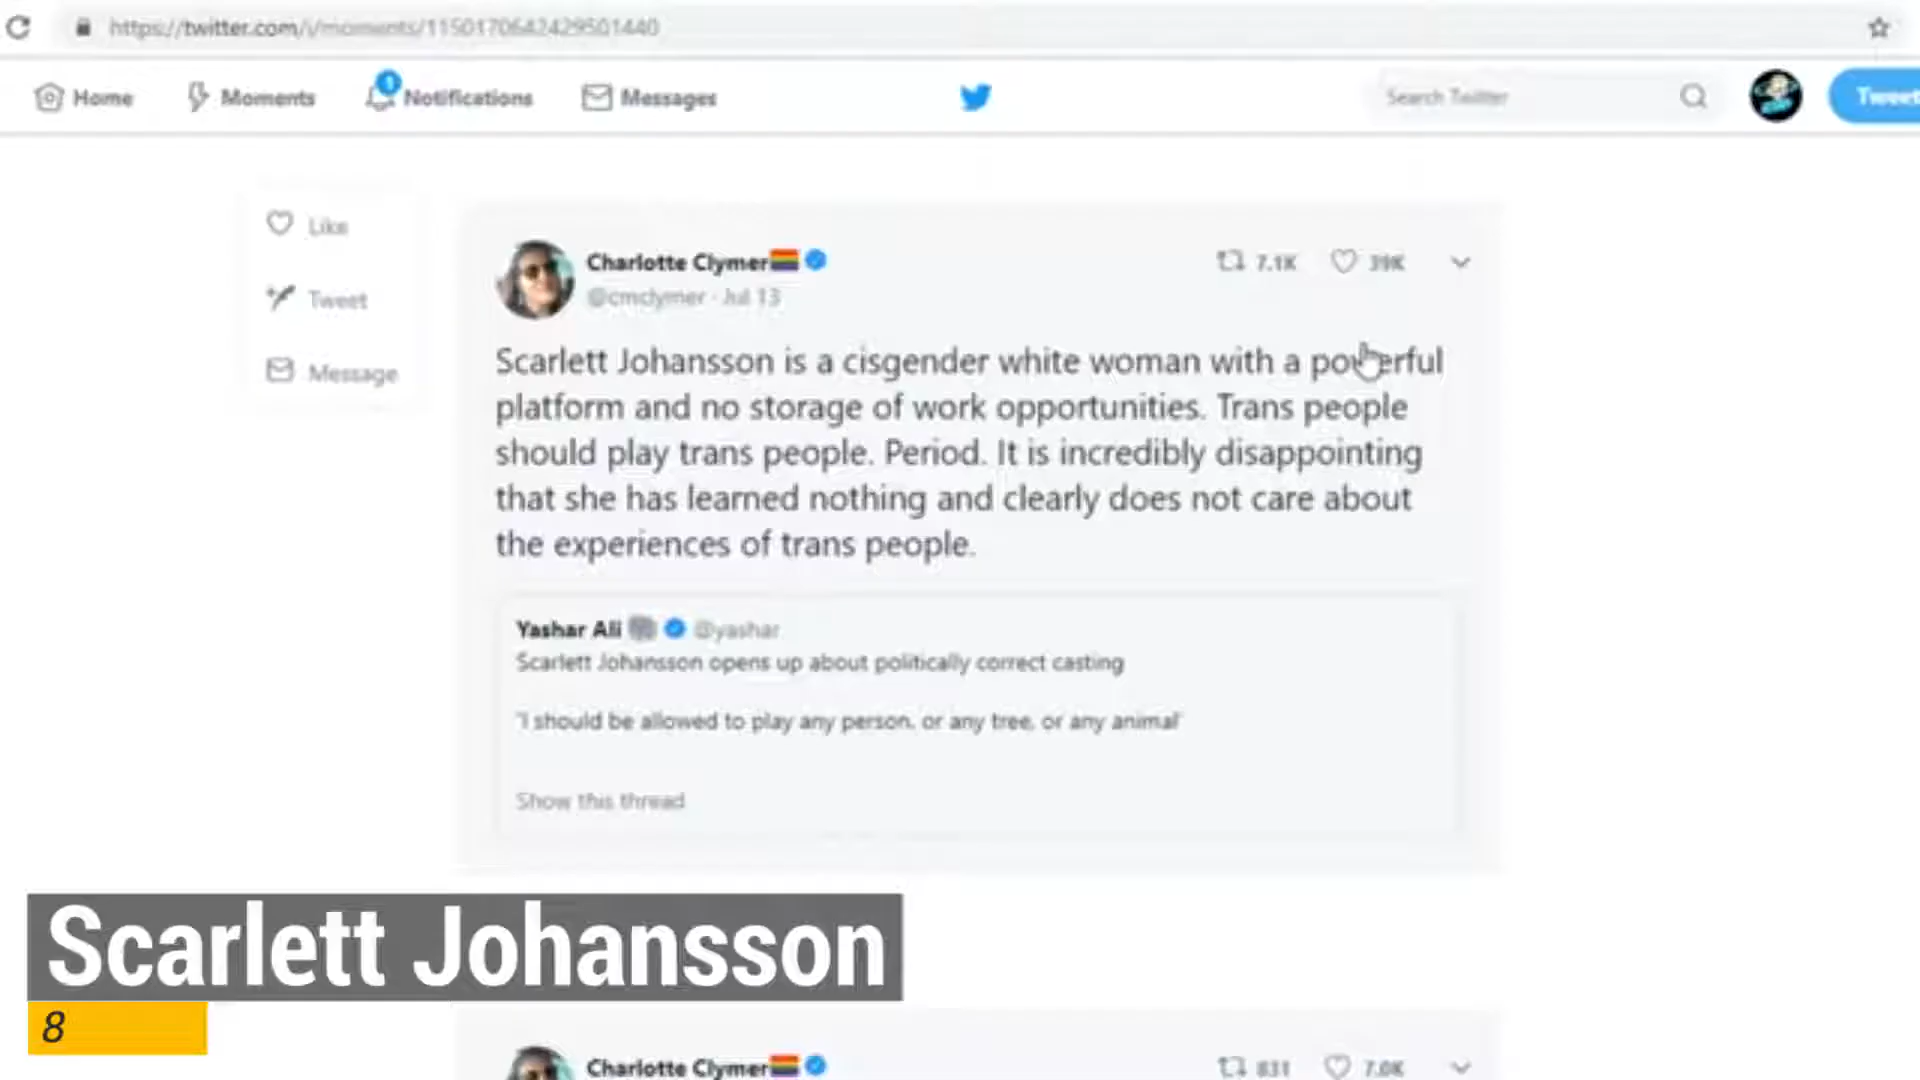 https://twitter.com/i/moments/1150170642429501440
Home Moments 1 Notifications Messages Search Twitter Tweet
Like
Tweet
Message
Charlotte Clymer 7.1K 39K
@cmclymer · Jul 13
Scarlett Johansson is a cisgender white woman with a powerful
platform and no storage of work opportunities. Trans people
should play trans people. Period. It is incredibly disappointing
that she has learned nothing and clearly does not care about
the experiences of trans people.
Yashar Ali @yashar
Scarlett Johansson opens up about politically correct casting
"I should be allowed to play any person, or any tree, or any animal"
Show this thread
Scarlett Johansson
8
Charlotte Clymer 831 7.0K